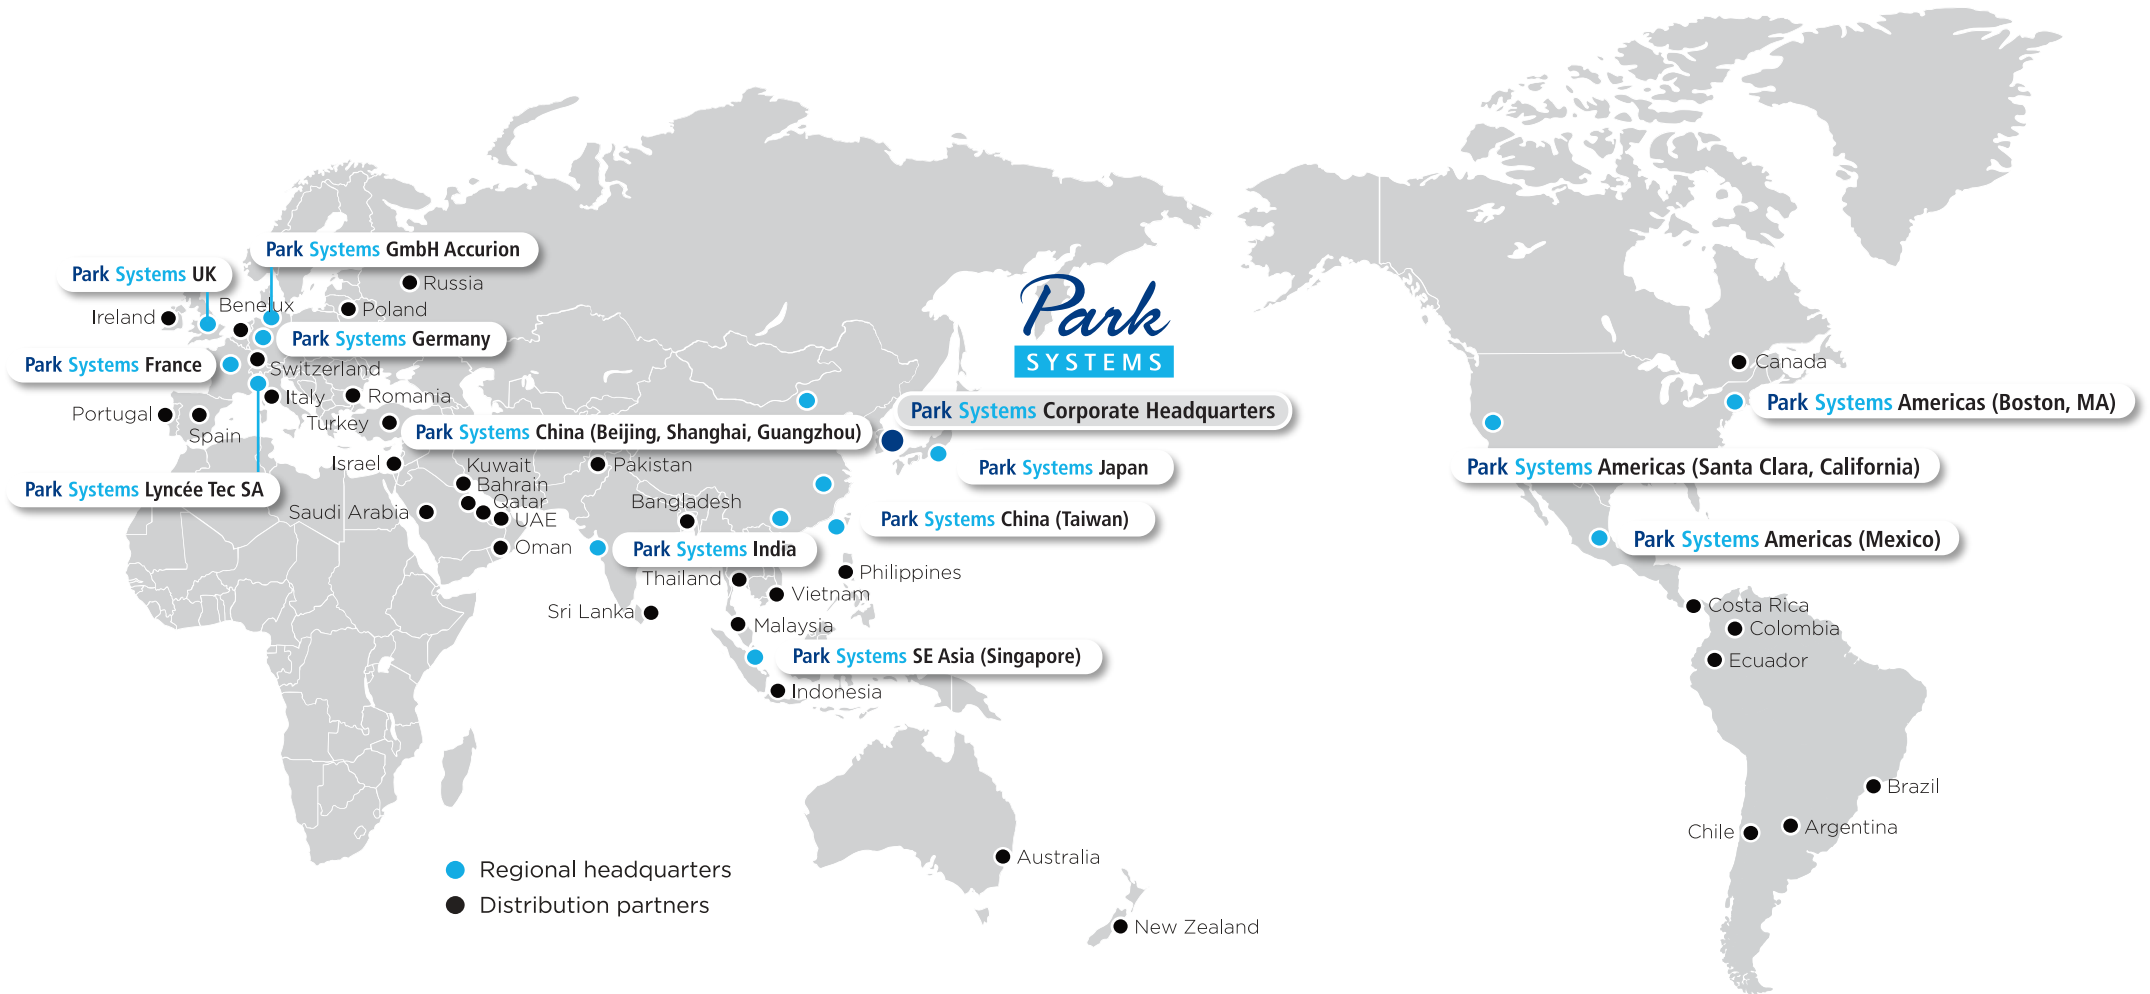 Park Systems GmbH Accurion
Park Systems UK
Russia
Benelux
Poland
Ireland
Park Systems Germany
Park Systems France
Switzerland
Italy
Romania
Portugal
Spain
Turkey
Park Systems China (Beijing, Shanghai, Guangzhou)
Israel
Kuwait
Pakistan
Bahrain
Park Systems Lyncée Tec SA
Qatar
Bangladesh
Saudi Arabia
UAE
Oman
Park Systems India
Thailand
Philippines
Vietnam
Sri Lanka
Malaysia
Park Systems SE Asia (Singapore)
Indonesia
Park
SYSTEMS
Park Systems Corporate Headquarters
Park Systems Japan
Park Systems China (Taiwan)
Canada
Park Systems Americas (Boston, MA)
Park Systems Americas (Santa Clara, California)
Park Systems Americas (Mexico)
Costa Rica
Colombia
Ecuador
Brazil
Chile
Argentina
Australia
New Zealand
Regional headquarters
Distribution partners